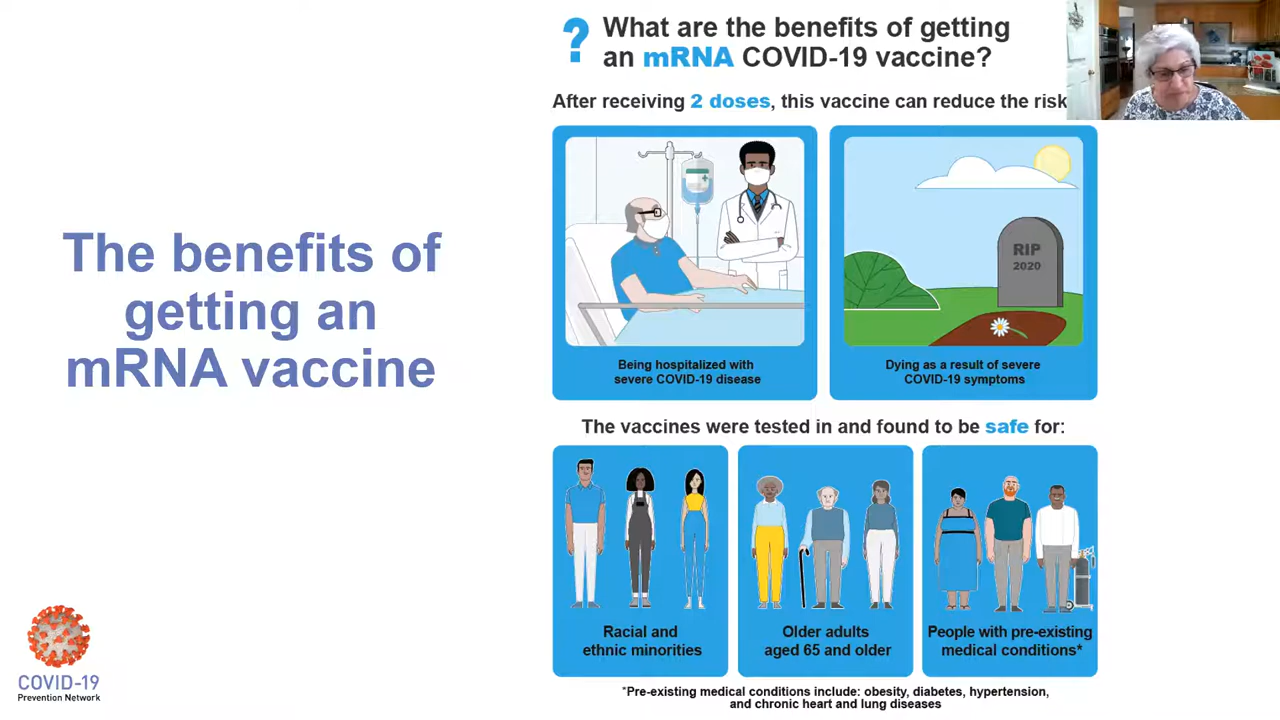 The benefits of
getting an
mRNA vaccine
? What are the benefits of getting
an mRNA COVID-19 vaccine?
After receiving 2 doses, this vaccine can reduce the risk
RIP
2020
Being hospitalized with
severe COVID-19 disease
Dying as a result of severe
COVID-19 symptoms
The vaccines were tested in and found to be safe for:
Racial and
ethnic minorities
Older adults
aged 65 and older
People with pre-existing
medical conditions*
*Pre-existing medical conditions include: obesity, diabetes, hypertension,
and chronic heart and lung diseases
COVID-19
Prevention Network